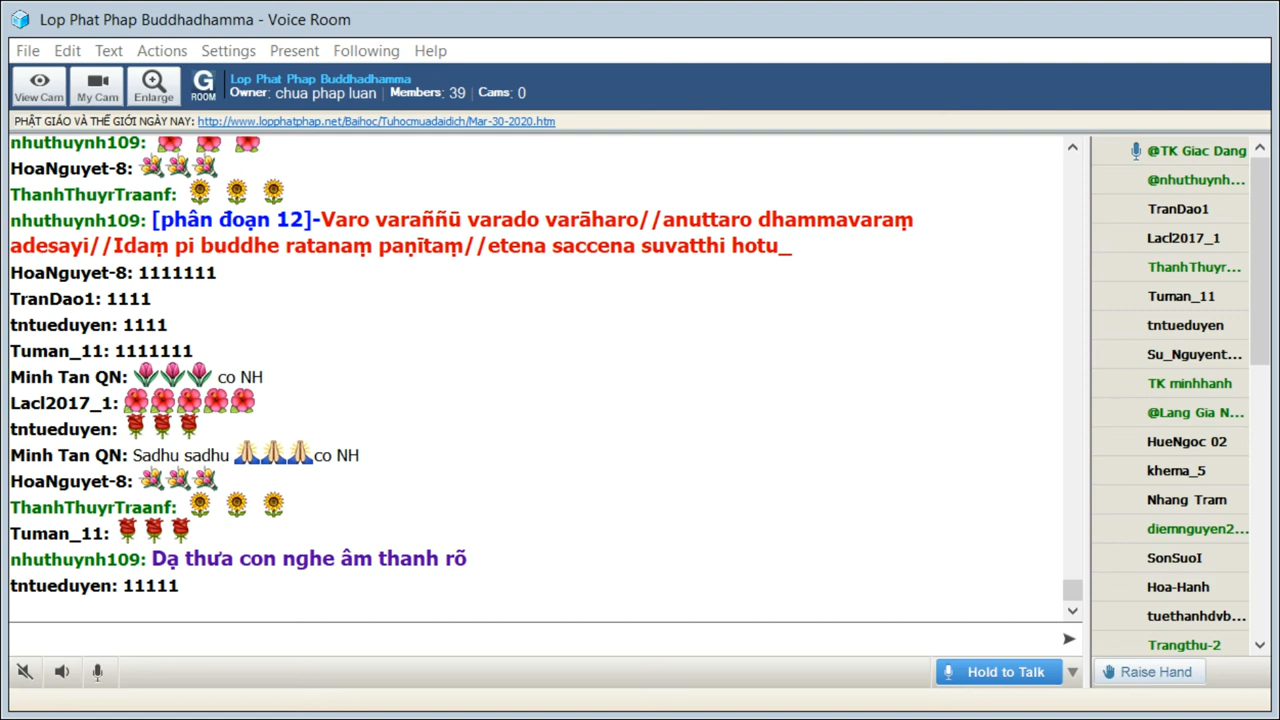 Lop Phat Phap Buddhadhamma - Voice Room
File Edit Text Actions Settings Present Following Help
View Cam My Cam Enlarge G ROOM Lop Phat Phap Buddhadhamma
Owner: chua phap luan Members: 39 Cams: 0
PHẬT GIÁO VÀ THẾ GIỚI NGÀY NAY: http://www.lopphatphap.net/Baihoc/Tuhocmuadaidich/Mar-30-2020.htm
nhuthuynh109:
HoaNguyet-8:
ThanhThuyrTraanf:
nhuthuynh109: [phân đoạn 12]-Varo varaññū varado varāharo//anuttaro dhammavaraṃ
adesayi//Idaṃ pi buddhe ratanaṃ paṇītaṃ//etena saccena suvatthi hotu_
HoaNguyet-8: 1111111
TranDao1: 1111
tntueduyen: 1111
Tuman_11: 1111111
Minh Tan QN: co NH
Lacl2017_1:
tntueduyen:
Minh Tan QN: Sadhu sadhu co NH
HoaNguyet-8:
ThanhThuyrTraanf:
Tuman_11:
nhuthuynh109: Dạ thưa con nghe âm thanh rõ
tntueduyen: 11111
@TK Giac Dang
@nhuthuynh...
TranDao1
Lacl2017_1
ThanhThuyr...
Tuman_11
tntueduyen
Su_Nguyent...
TK minhhanh
@Lang Gia N...
HueNgoc 02
khema_5
Nhang Tram
diemnguyen2...
SonSuoI
Hoa-Hanh
tuethanhdvb...
Trangthu-2
Hold to Talk
Raise Hand